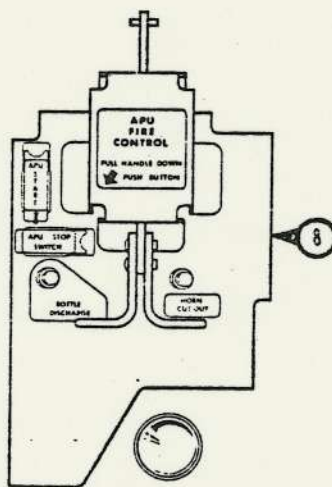 APU
FIRE
CONTROL
PULL HANDLE DOWN
PUSH BUTTON
APU
START
APU STOP
SWITCH
BOTTLE
DISCHARGE
HORN
CUT-OUT
8